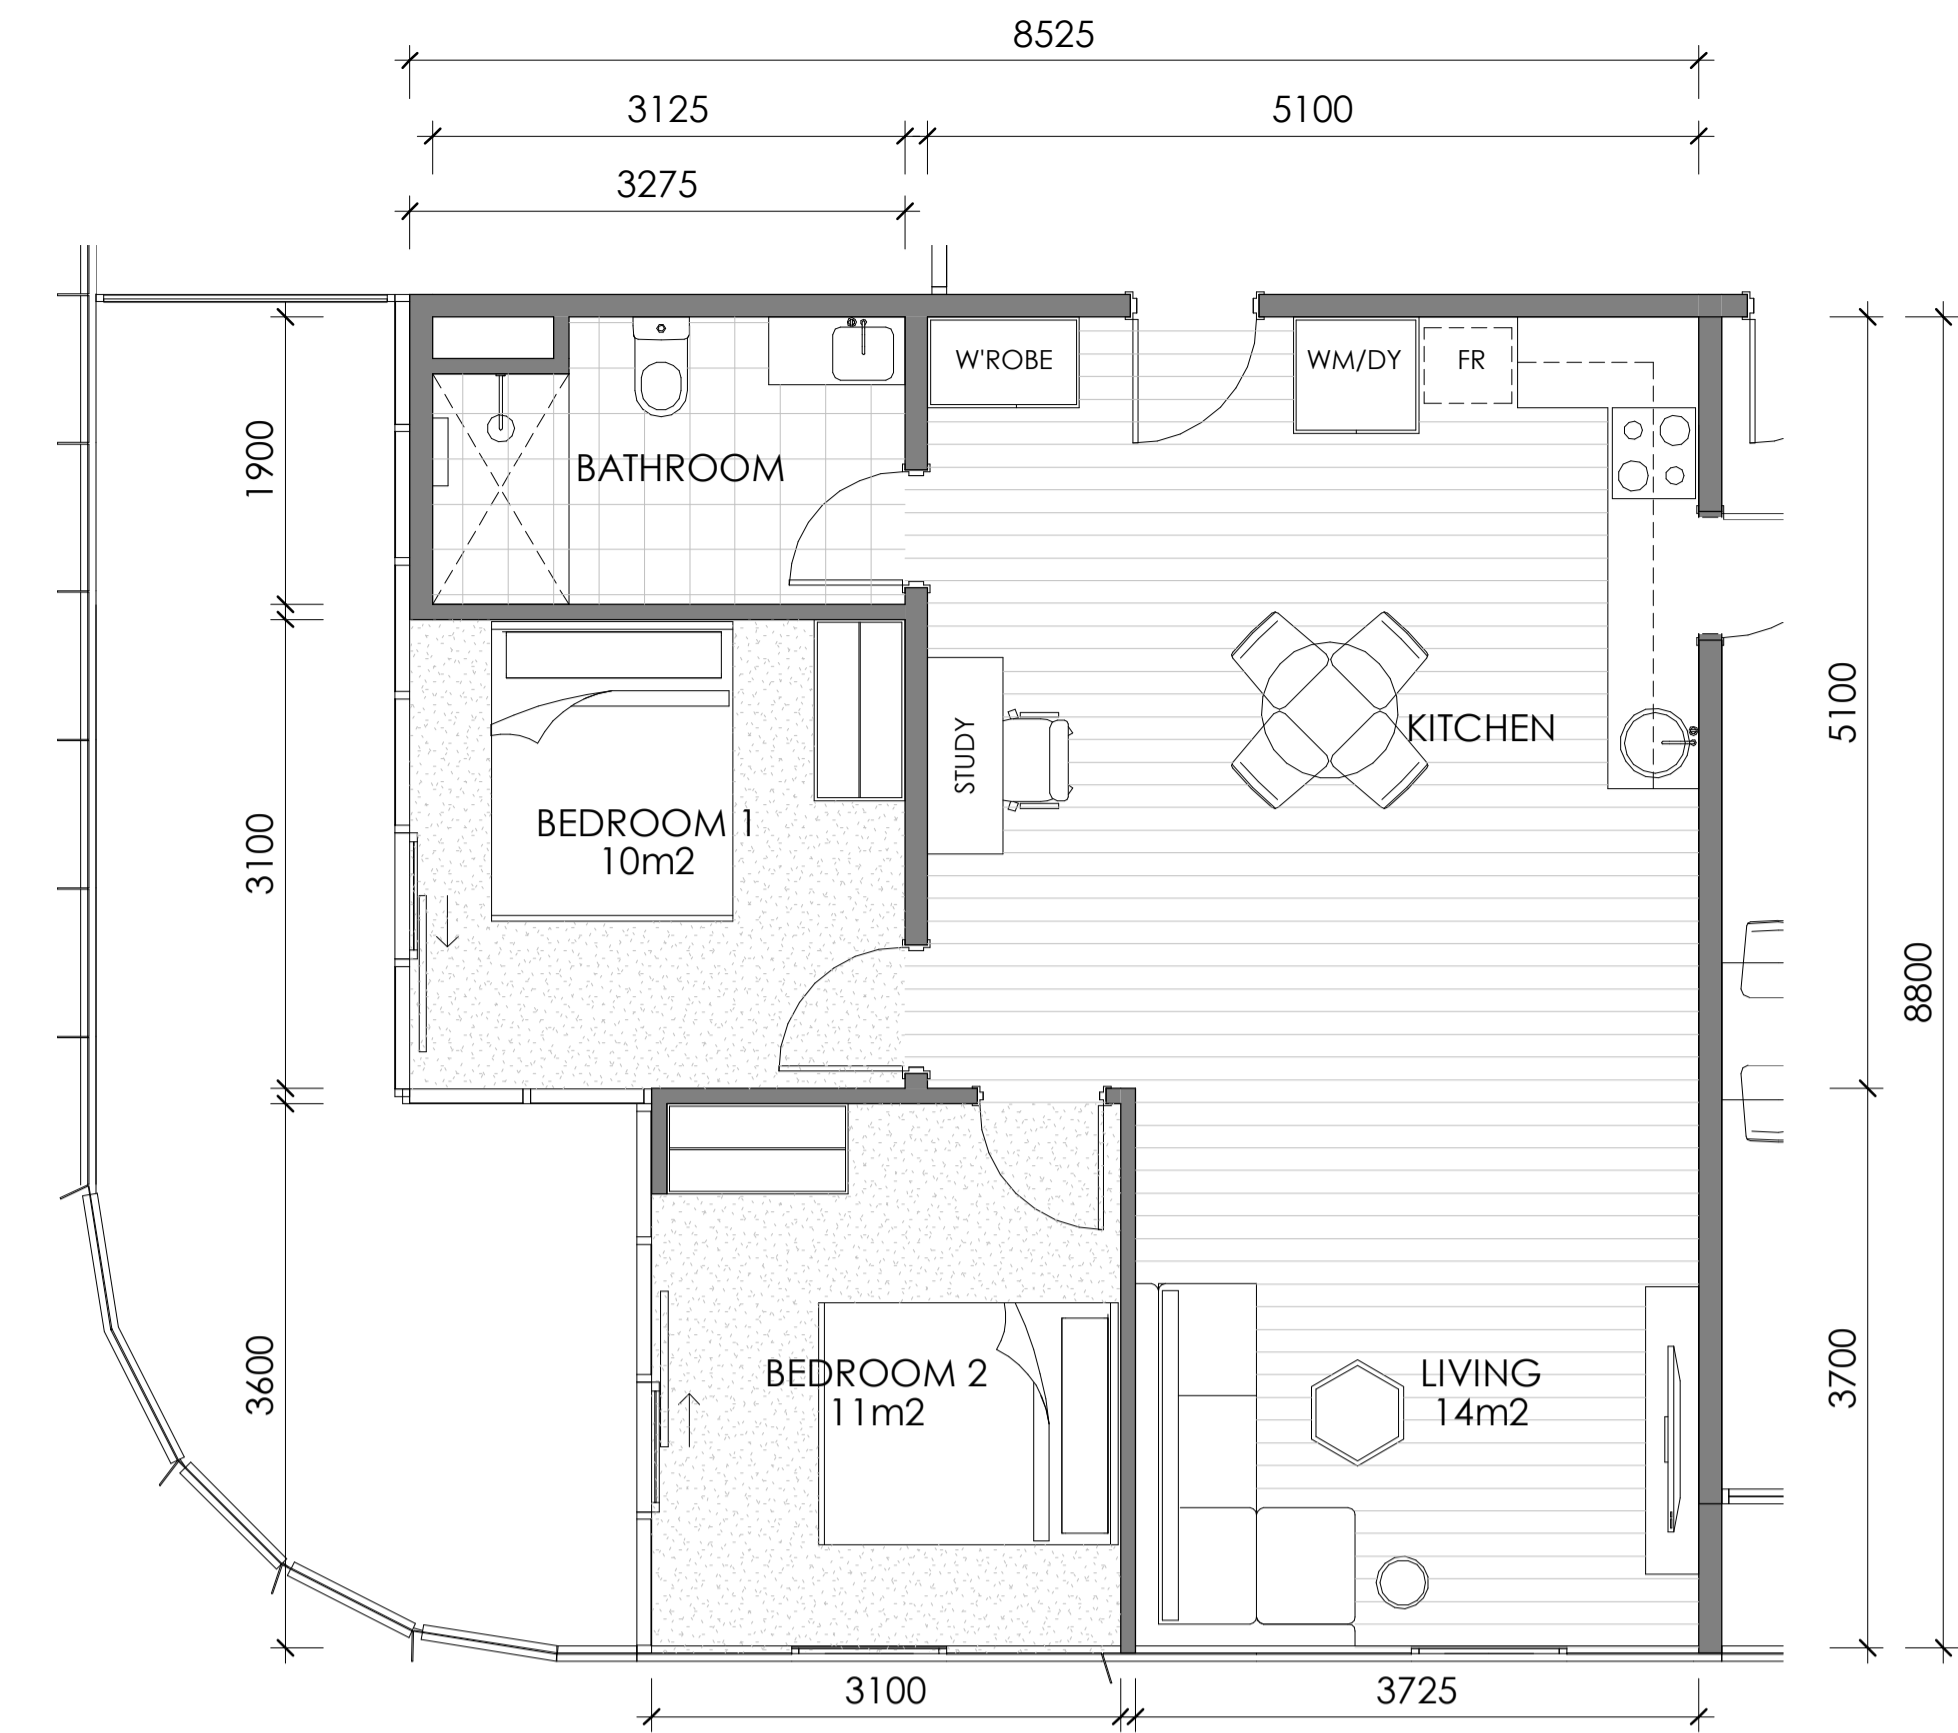 8525
3125
5100
3275
W'ROBE
WM/DY
FR
BATHROOM
1900
STUDY
KITCHEN
5100
BEDROOM 1
10m2
3100
8800
BEDROOM 2
11m2
LIVING
14m2
3600
3700
3100
3725